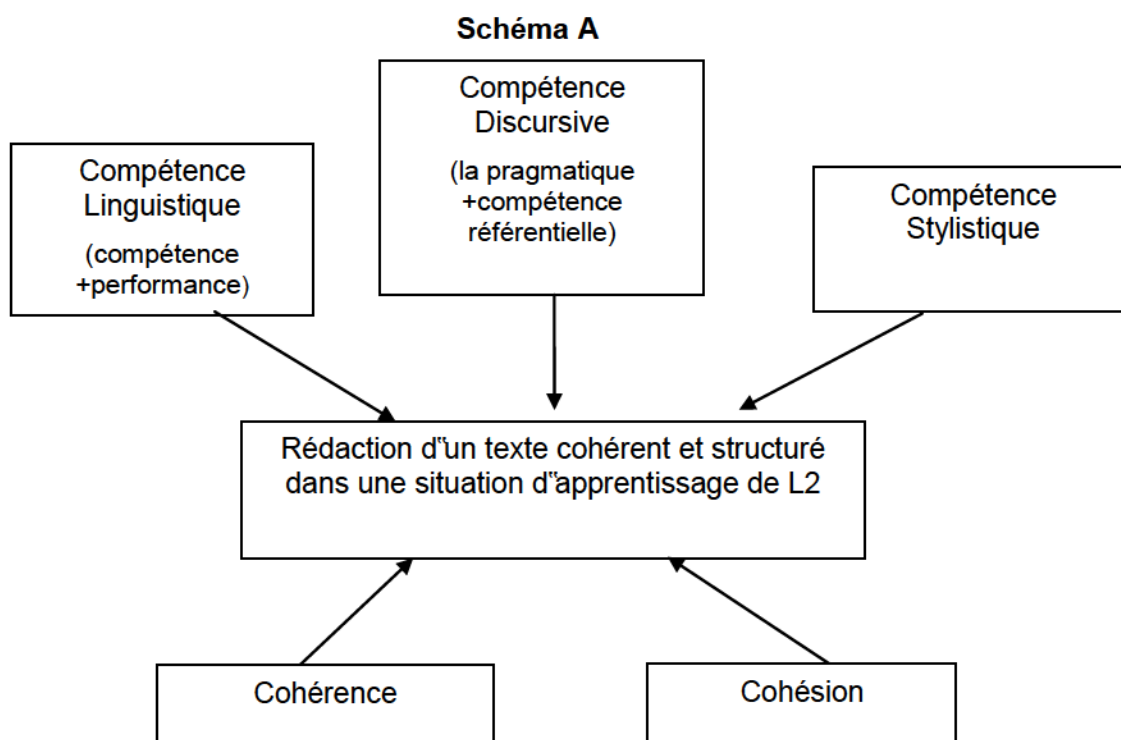 Schéma A
Compétence
Linguistique
(compétence
+performance)
Compétence
Discursive
(la pragmatique
+compétence
référentielle)
Compétence
Stylistique
Rédaction d‟un texte cohérent et structuré
dans une situation d‟apprentissage de L2
Cohérence
Cohésion